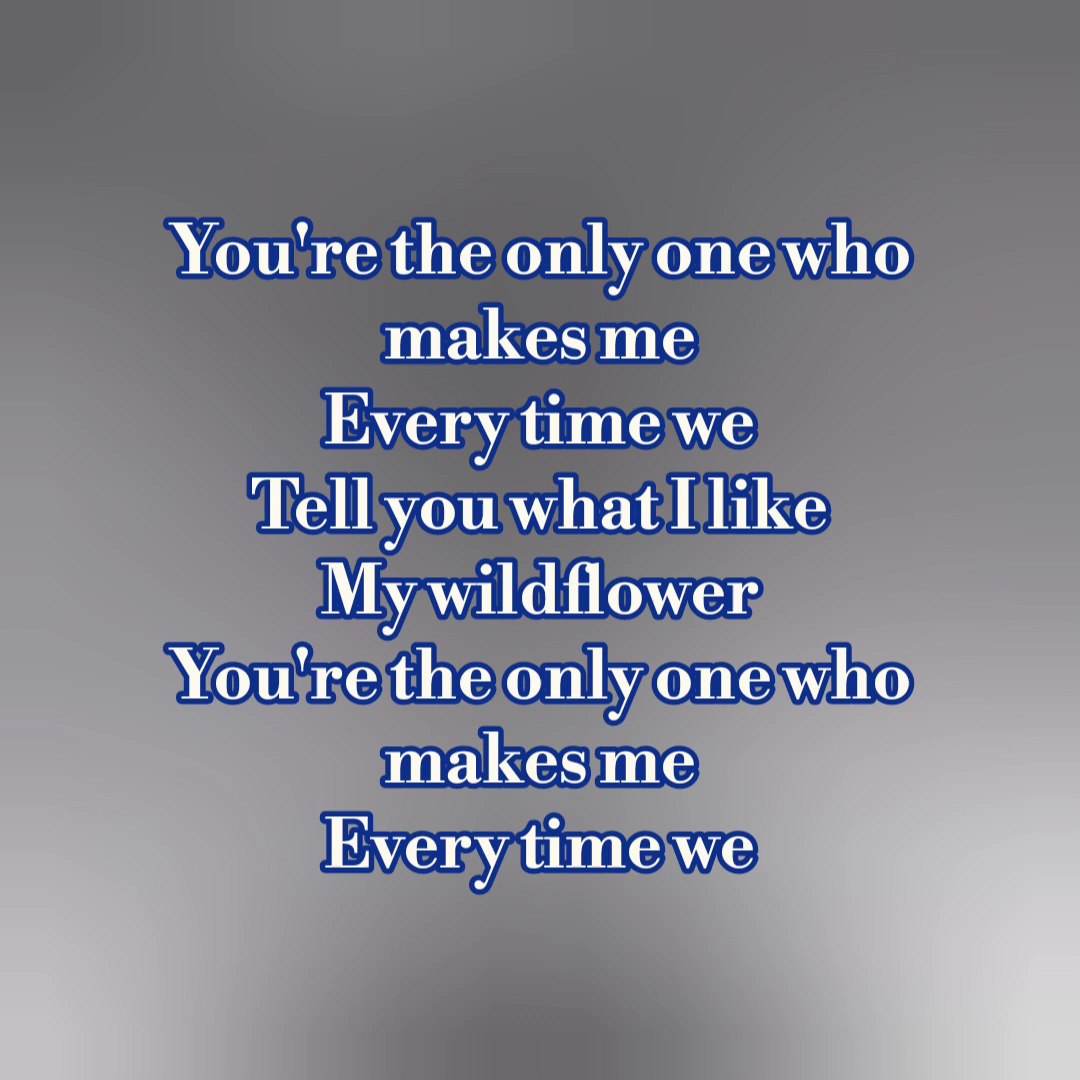 You're the only one who
makes me
Every time we
Tell you what I like
My wildflower
You're the only one who
makes me
Every time we